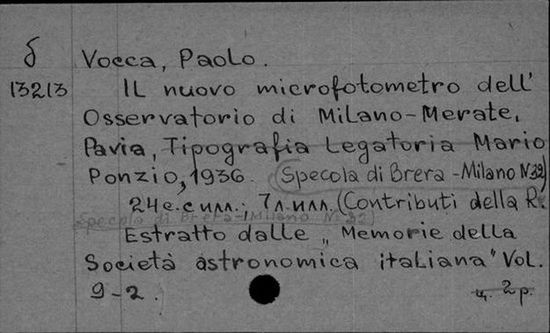 δ Vocca, Paolo.
13213 Il nuovo microfotometro dell'
Osservatorio di Milano-Merate.
Pavia, Tipografia Legatoria Mario
Ponzio, 1936. (Specola di Brera - Milano N 32)
24 с. с илл.; 7 л. илл. (Contributi della R.
Specola di Brera, Milano N 32)
Estratto dalle „Memorie della
Società astronomica italiana" Vol.
9-2.
ц. 2 р.